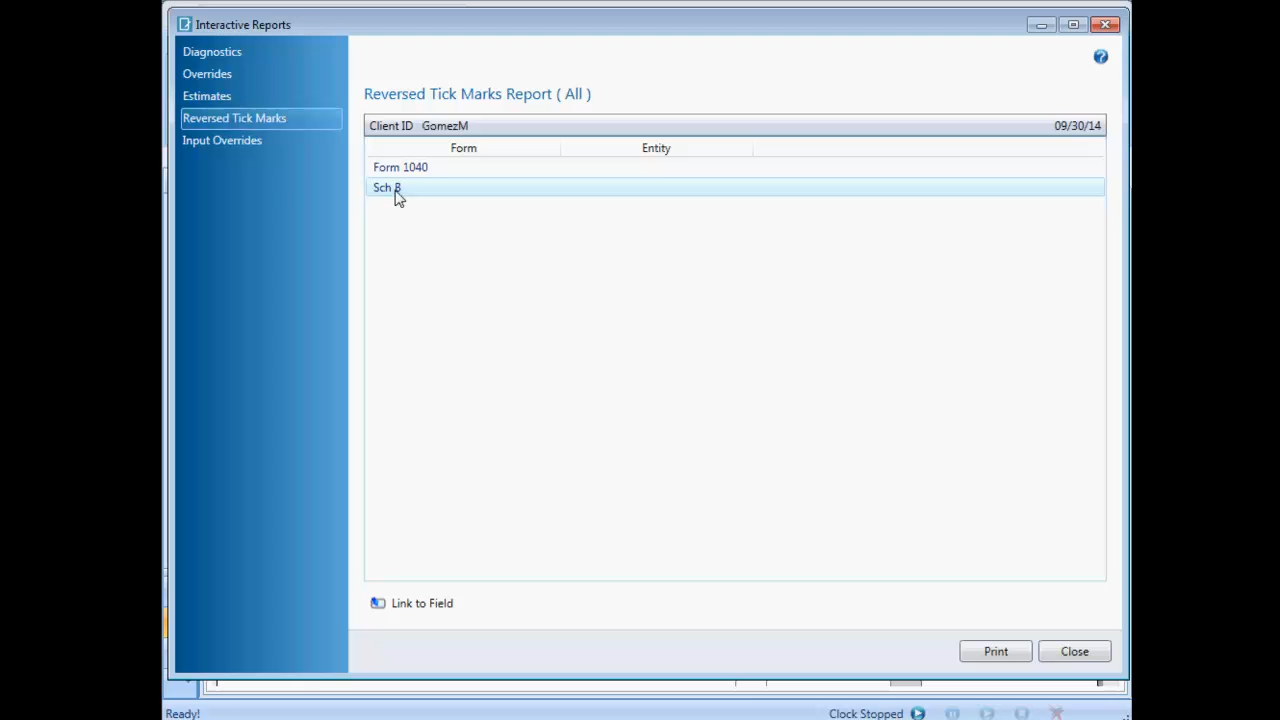 Interactive Reports
Diagnostics
Overrides
Estimates
Reversed Tick Marks
Input Overrides
Reversed Tick Marks Report ( All )
Client ID GomezM 09/30/14
Form Entity
Form 1040
Sch B
Link to Field
Print Close
Ready! Clock Stopped